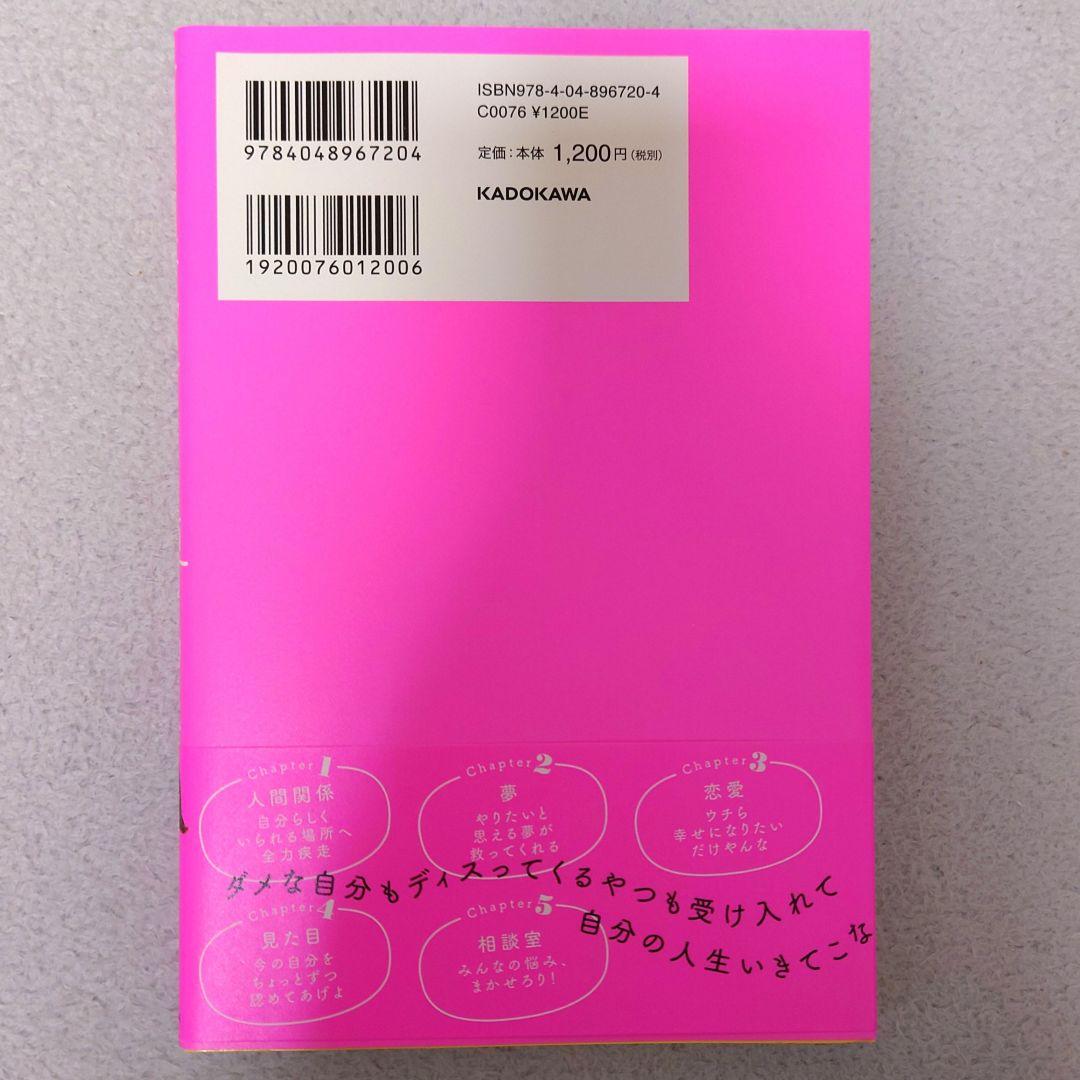 ISBN978-4-04-896720-4
C0076 ¥1200E
定価:本体 1,200円(税別)
KADOKAWA
9784048967204
1920076012006
Chapter 1
人間関係
自分らしく
いられる場所へ
全力疾走
Chapter 2
夢
やりたいと
思える夢が
救ってくれる
Chapter 3
恋愛
ウチら
幸せになりたい
だけやんな
ダメな自分もディスってくるやつも受け入れて
自分の人生いきてこな
Chapter 4
見た目
今の自分を
ちょっとずつ
認めてあげよ
Chapter 5
相談室
みんなの悩み、
まかせろり!